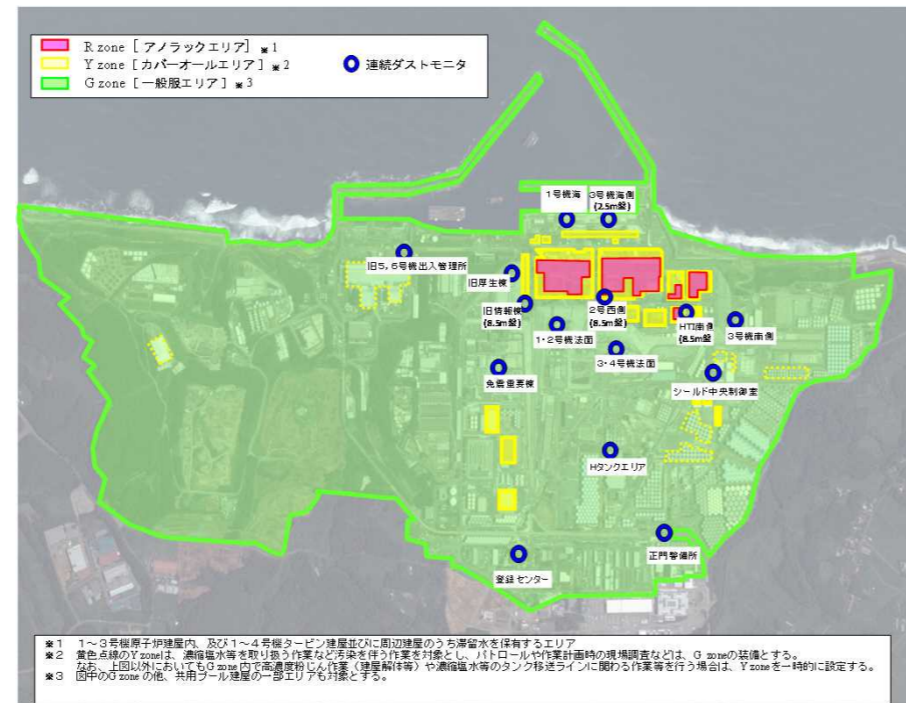 R zone [アノラックエリア]※1
Y zone [カバーオールエリア]※2
G zone [一般服エリア]※3
連続ダストモニタ
1号機海
3号機海側
{2.5m盤}
旧5,6号機出入管理所
旧厚生棟
旧情報棟
{8.5m盤}
2号西側
{8.5m盤}
HTI南側
{8.5m盤}
3号機南側
1・2号機法面
3・4号機法面
免震重要棟
シールド中央制御室
Hタンクエリア
正門警備所
登録センター
※1 1～3号機原子炉建屋内、及び1～4号機タービン建屋並びに周辺建屋のうち滞留水を保有するエリア
※2 黄色点線のY zoneは、濃縮塩水等を取り扱う作業など汚染を伴う作業を対象とし、パトロールや作業計画時の現場調査などは、G zoneの装備とする。
なお、上図以外においてもG zone内で高濃度粉じん作業（建屋解体等）や濃縮塩水等のタンク移送ラインに関わる作業等を行う場合は、Y zoneを一時的に設定する。
※3 図中のG zoneの他、共用プール建屋の一部エリアも対象とする。